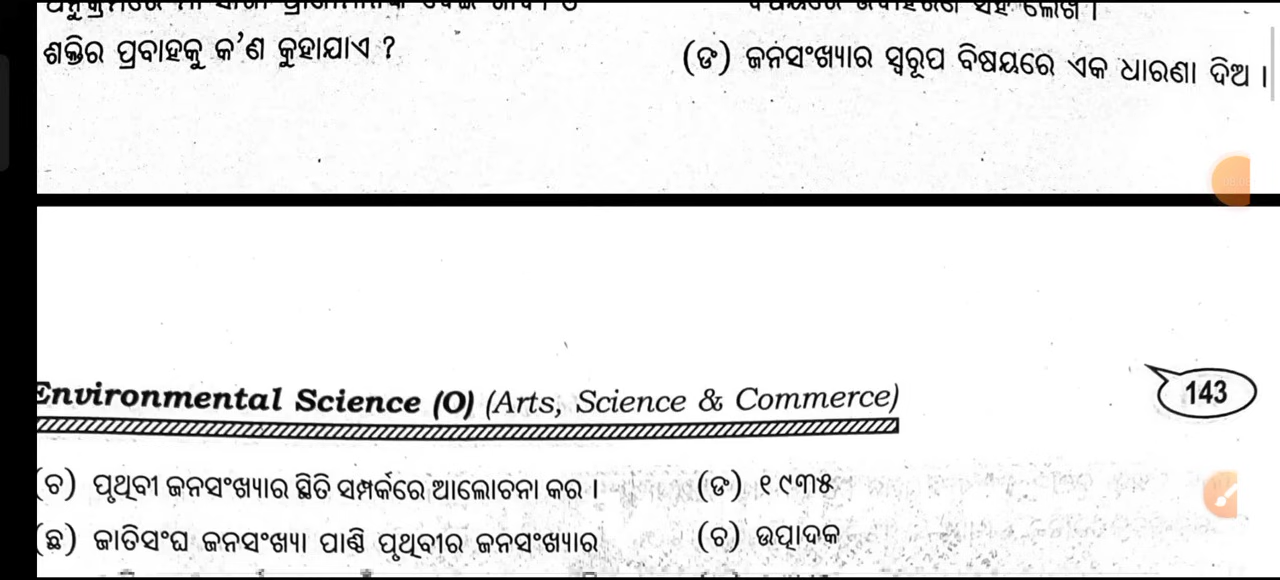 ଶକ୍ତିର ପ୍ରବାହକୁ କ'ଣ କୁହାଯାଏ ?
(ଙ) ଜନସଂଖ୍ୟାର ସ୍ୱରୂପ ବିଷୟରେ ଏକ ଧାରଣା ଦିଅ ।
Environmental Science (O) (Arts, Science & Commerce)
143
(ଚ) ପୃଥିବୀ ଜନସଂଖ୍ୟାର ସ୍ଥିତି ସମ୍ପର୍କରେ ଆଲୋଚନା କର ।
(ଛ) ଜାତିସଂଘ ଜନସଂଖ୍ୟା ପାଣ୍ଠି ପୃଥିବୀର ଜନସଂଖ୍ୟାର
(ଙ) ୧୯୩୫
(ଚ) ଉତ୍ପାଦକ